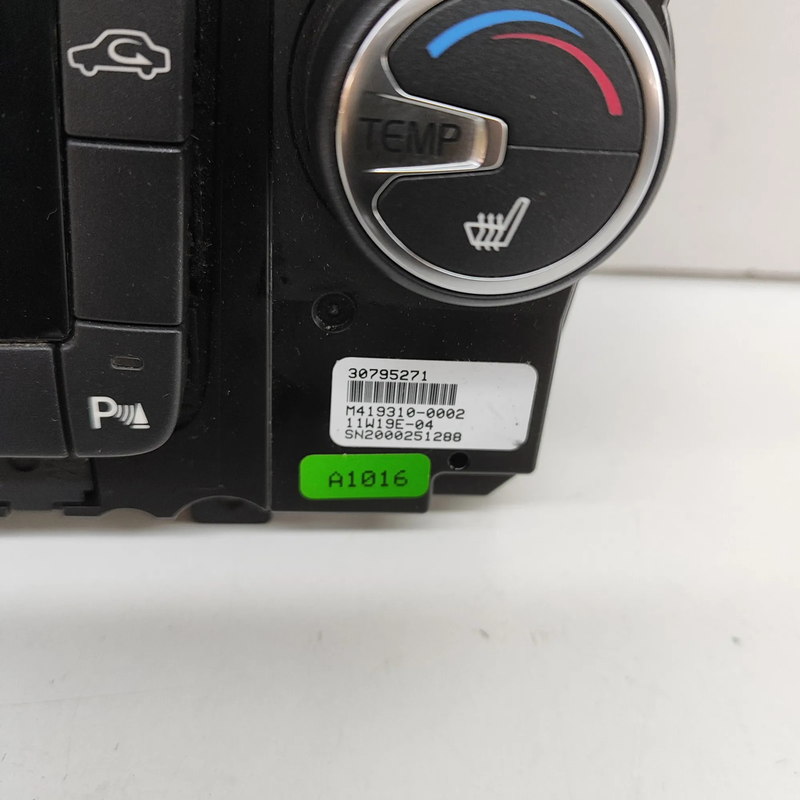 TEMP
P
30795271
M419310-0002
11W19E-04
SN2000251288
A1016